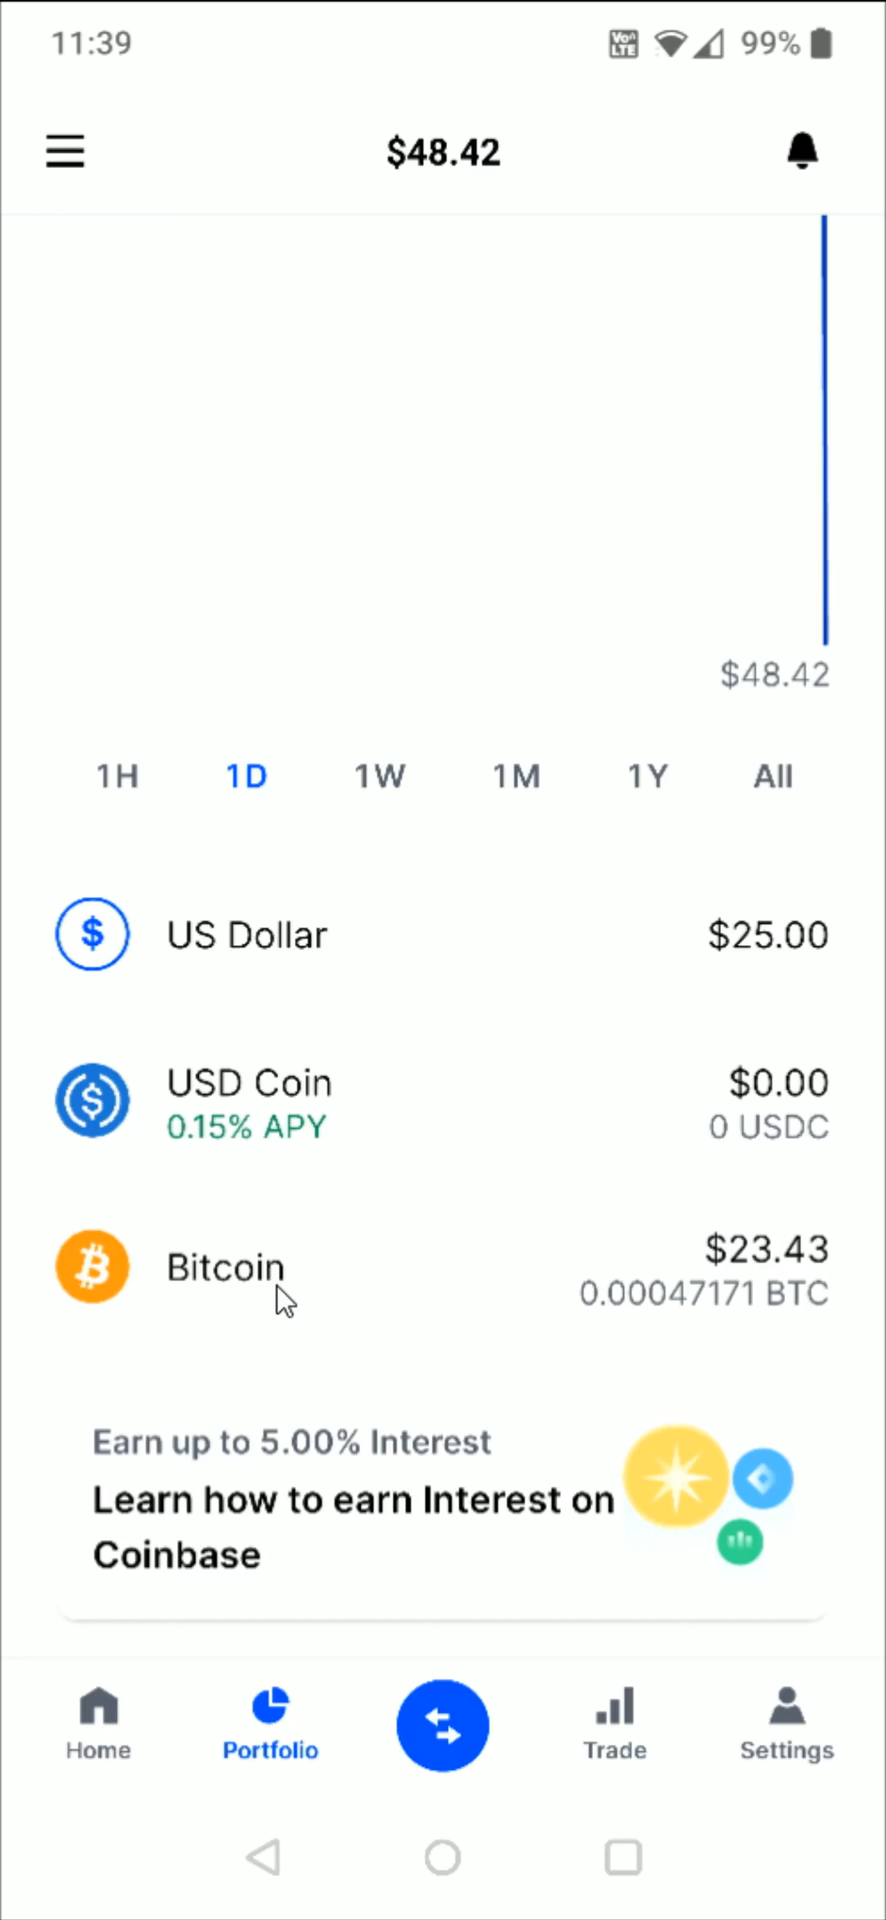 11:39
Vo LTE
99%
$48.42
$48.42
1H 1D 1W 1M 1Y All
$ US Dollar $25.00
$ USD Coin $0.00
0.15% APY 0 USDC
Bitcoin $23.43
0.00047171 BTC
Earn up to 5.00% Interest
Learn how to earn Interest on
Coinbase
Home Portfolio Trade Settings